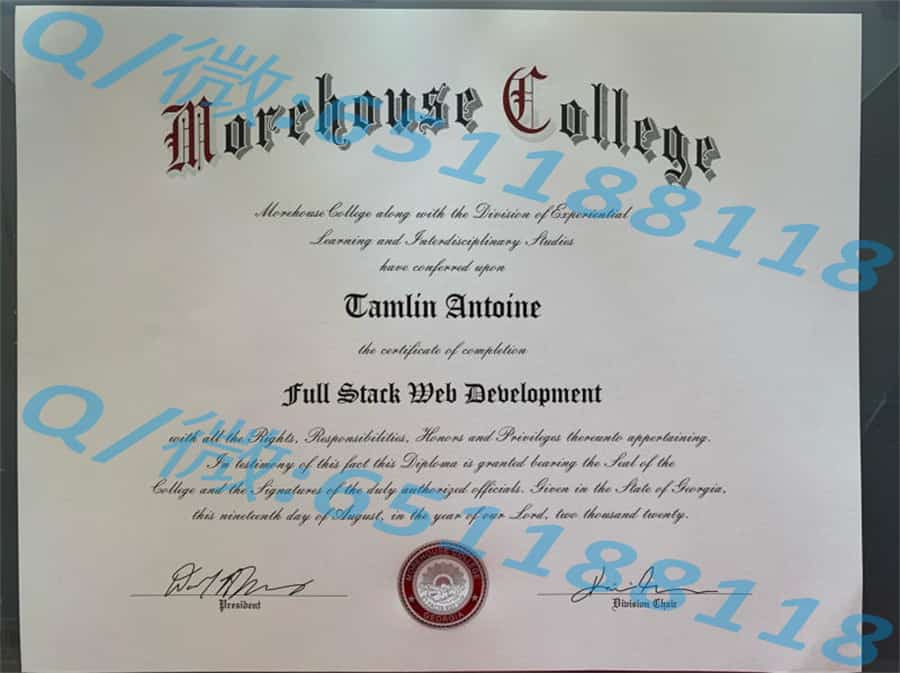 Morehouse College
Morehouse College along with the Division of Experiential
Learning and Interdisciplinary Studies
have conferred upon
Tamlin Antoine
the certificate of completion
Full Stack Web Development
with all the Rights, Responsibilities, Honors and Privileges thereunto appertaining.
In testimony of this fact this Diploma is granted bearing the Seal of the
College and the Signatures of the duly authorized officials. Given in the State of Georgia,
this nineteenth day of August, in the year of our Lord, two thousand twenty.
President
MOREHOUSE COLLEGE
GEORGIA
Division Chair
Q/微:651188118
Q/微:651188118